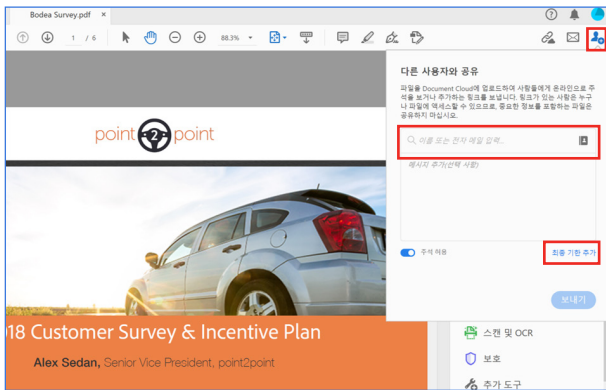 Bodea Survey.pdf ×
1 / 6 88.3%
다른 사용자와 공유
파일을 Document Cloud에 업로드하여 사람들에게 온라인으로 주
석을 보거나 추가하는 링크를 보냅니다. 링크가 있는 사람은 누구
나 파일에 액세스할 수 있으므로, 중요한 정보를 포함하는 파일은
공유하지 마십시오.
이름 또는 전자 메일 입력...
메시지 추가(선택 사항)
주석 허용
최종 기한 추가
보내기
point 2 point
18 Customer Survey & Incentive Plan
Alex Sedan, Senior Vice President, point2point
스캔 및 OCR
보호
추가 도구